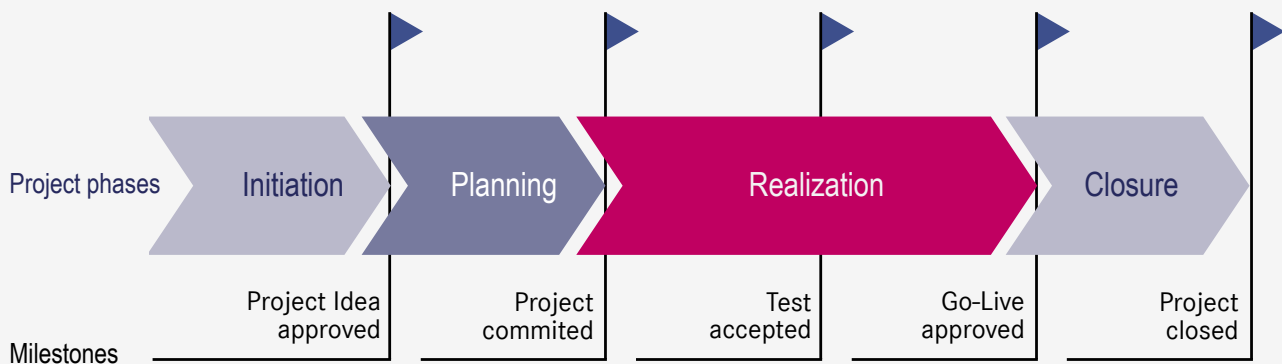 Project phases
Initiation
Planning
Realization
Closure
Project Idea
approved
Project
commited
Test
accepted
Go-Live
approved
Project
closed
Milestones